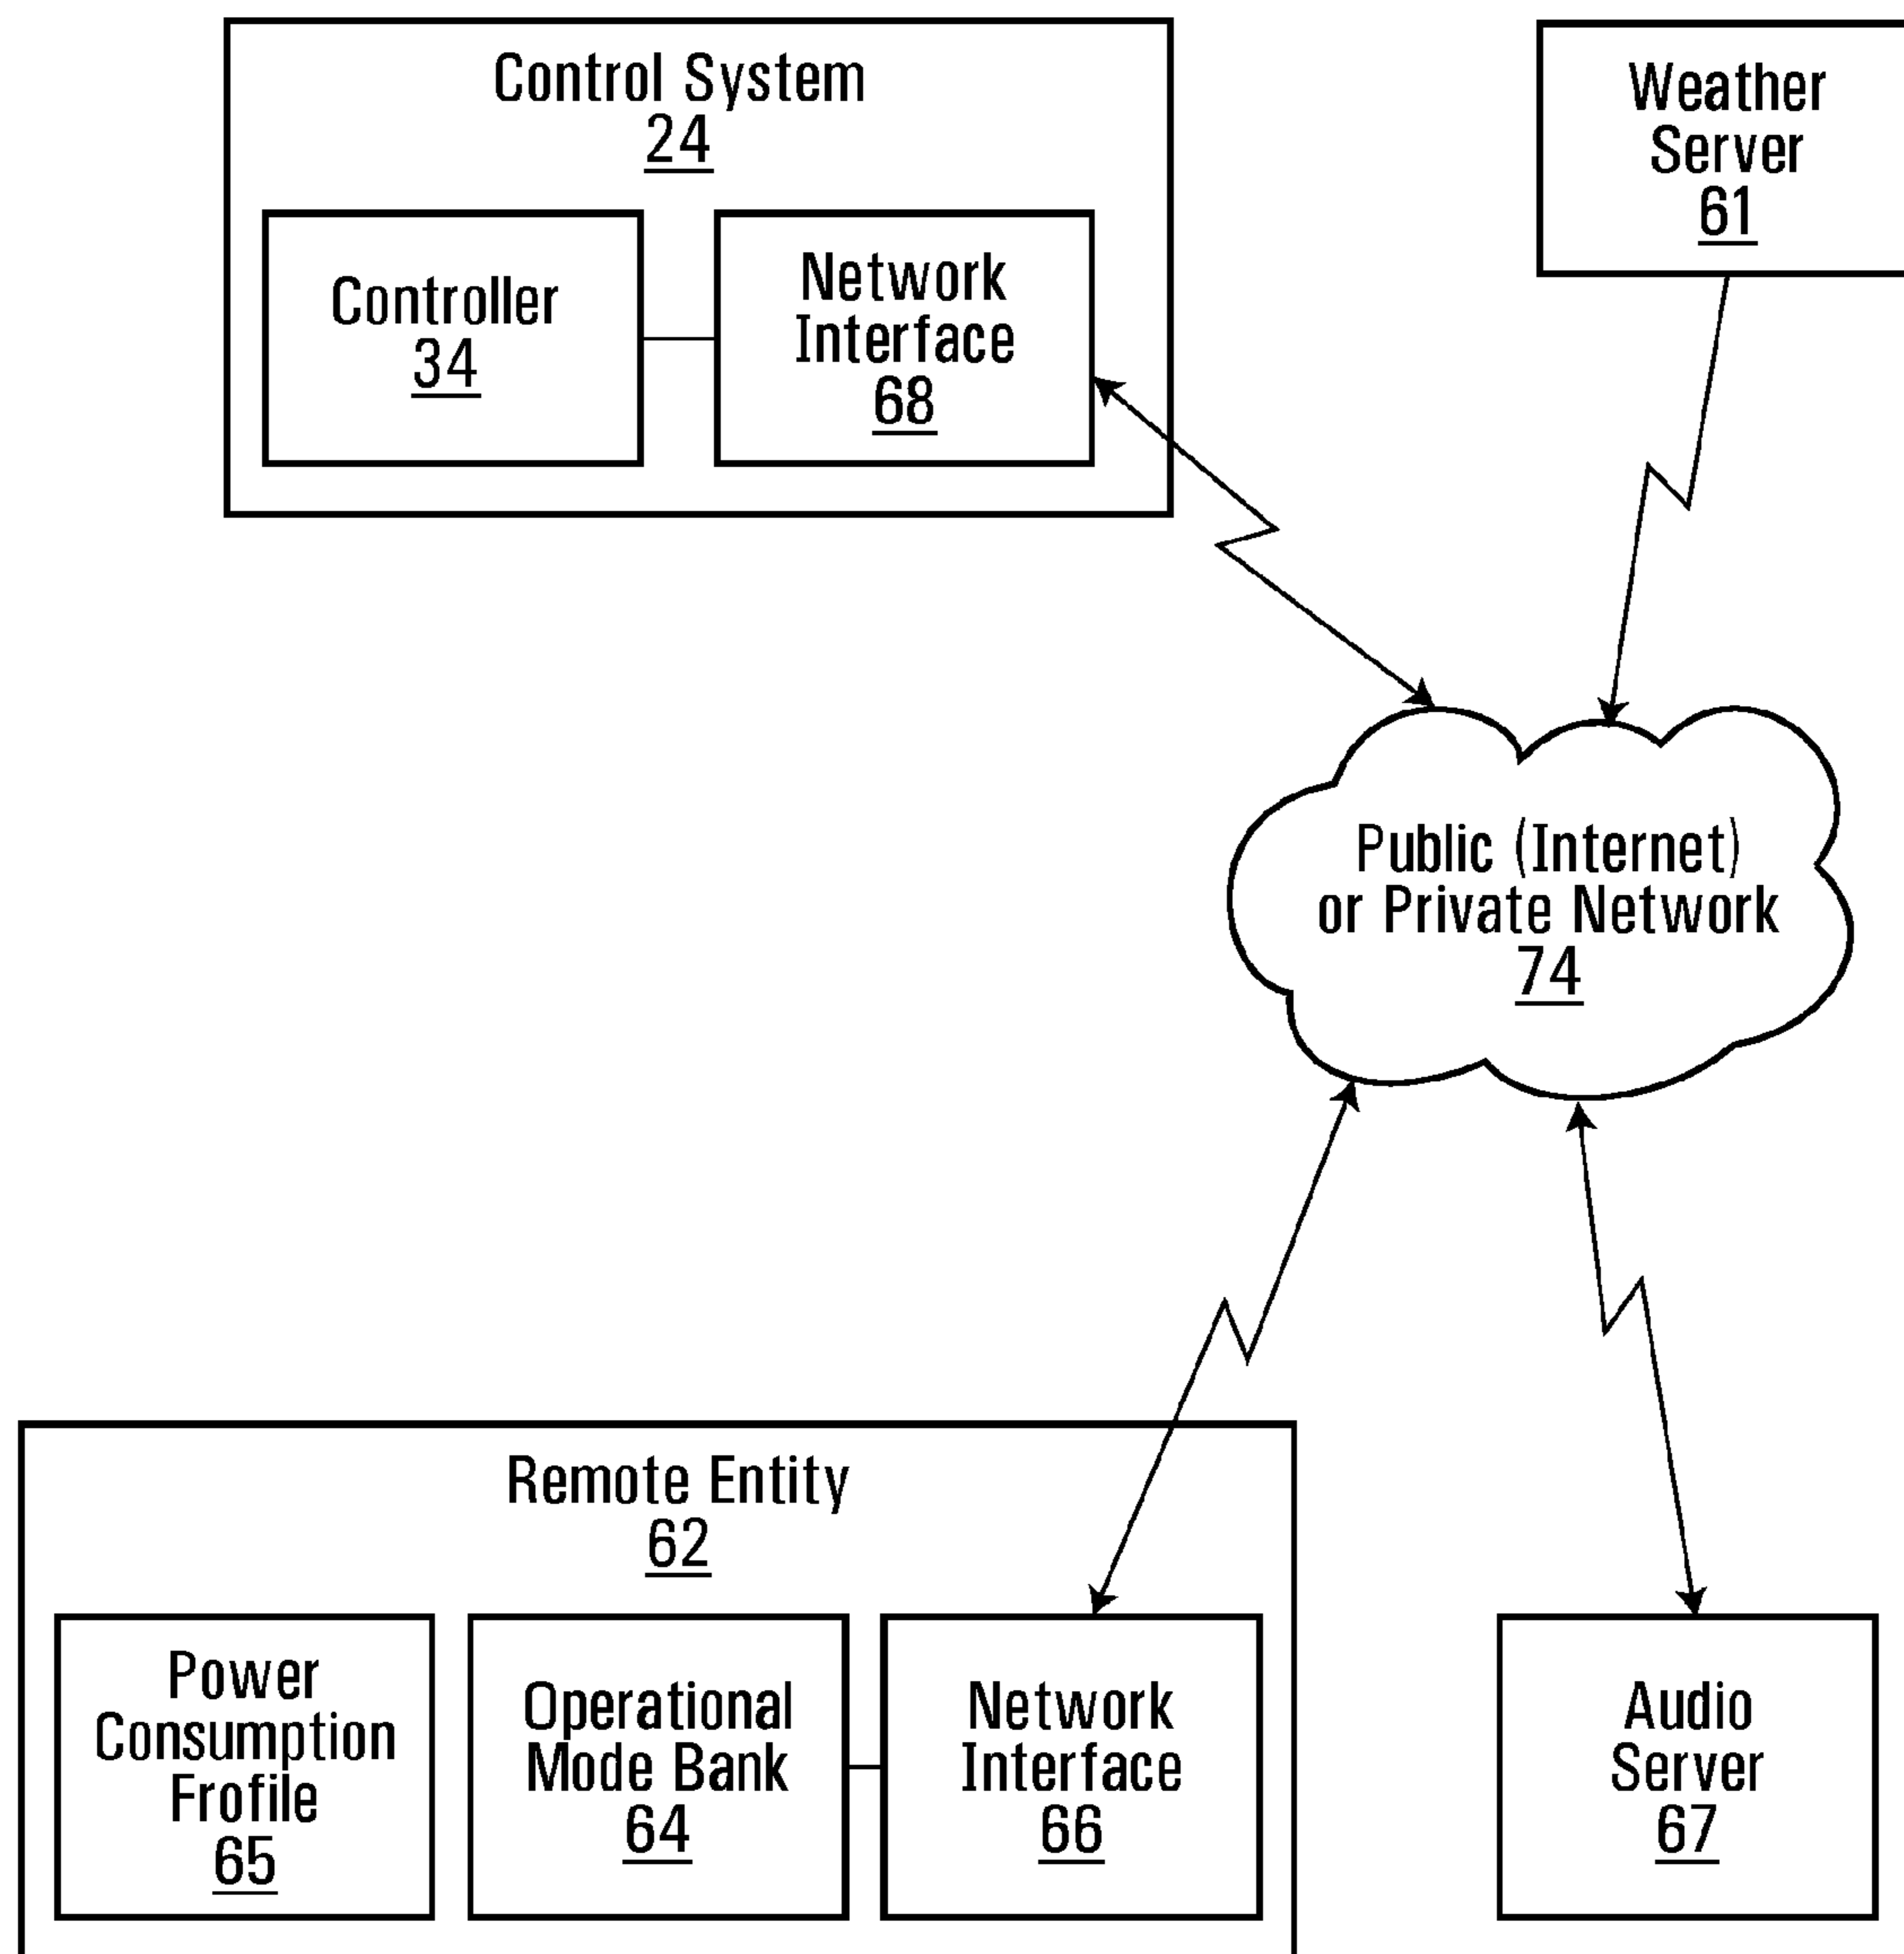 Control System
24
Controller
34
Network
Interface
68
Weather
Server
61
Public (Internet)
or Private Network
74
Remote Entity
62
Power
Consumption
Frofile
65
Operational
Mode Bank
64
Network
Interface
66
Audio
Server
67